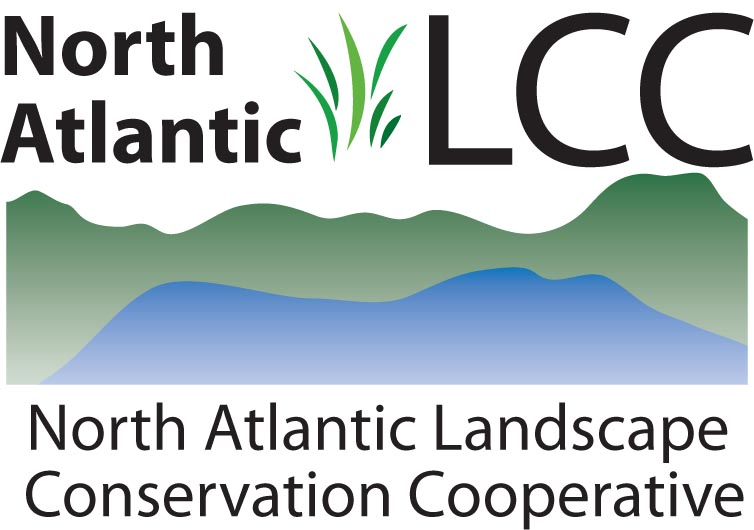 North
Atlantic
LCC
North Atlantic Landscape
Conservation Cooperative